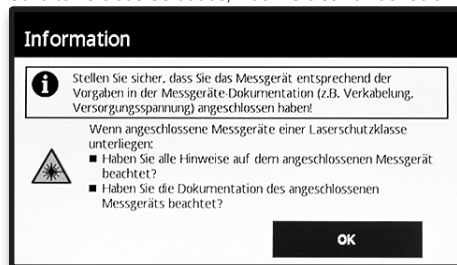 Information
Stellen Sie sicher, dass Sie das Messgerät entsprechend der
Vorgaben in der Messgeräte-Dokumentation (z.B. Verkabelung,
Versorgungsspannung) angeschlossen haben!
Wenn angeschlossene Messgeräte einer Laserschutzklasse
unterliegen:
■ Haben Sie alle Hinweise auf dem angeschlossenen Messgerät
beachtet?
■ Haben Sie die Dokumentation des angeschlossenen
Messgeräts beachtet?
OK